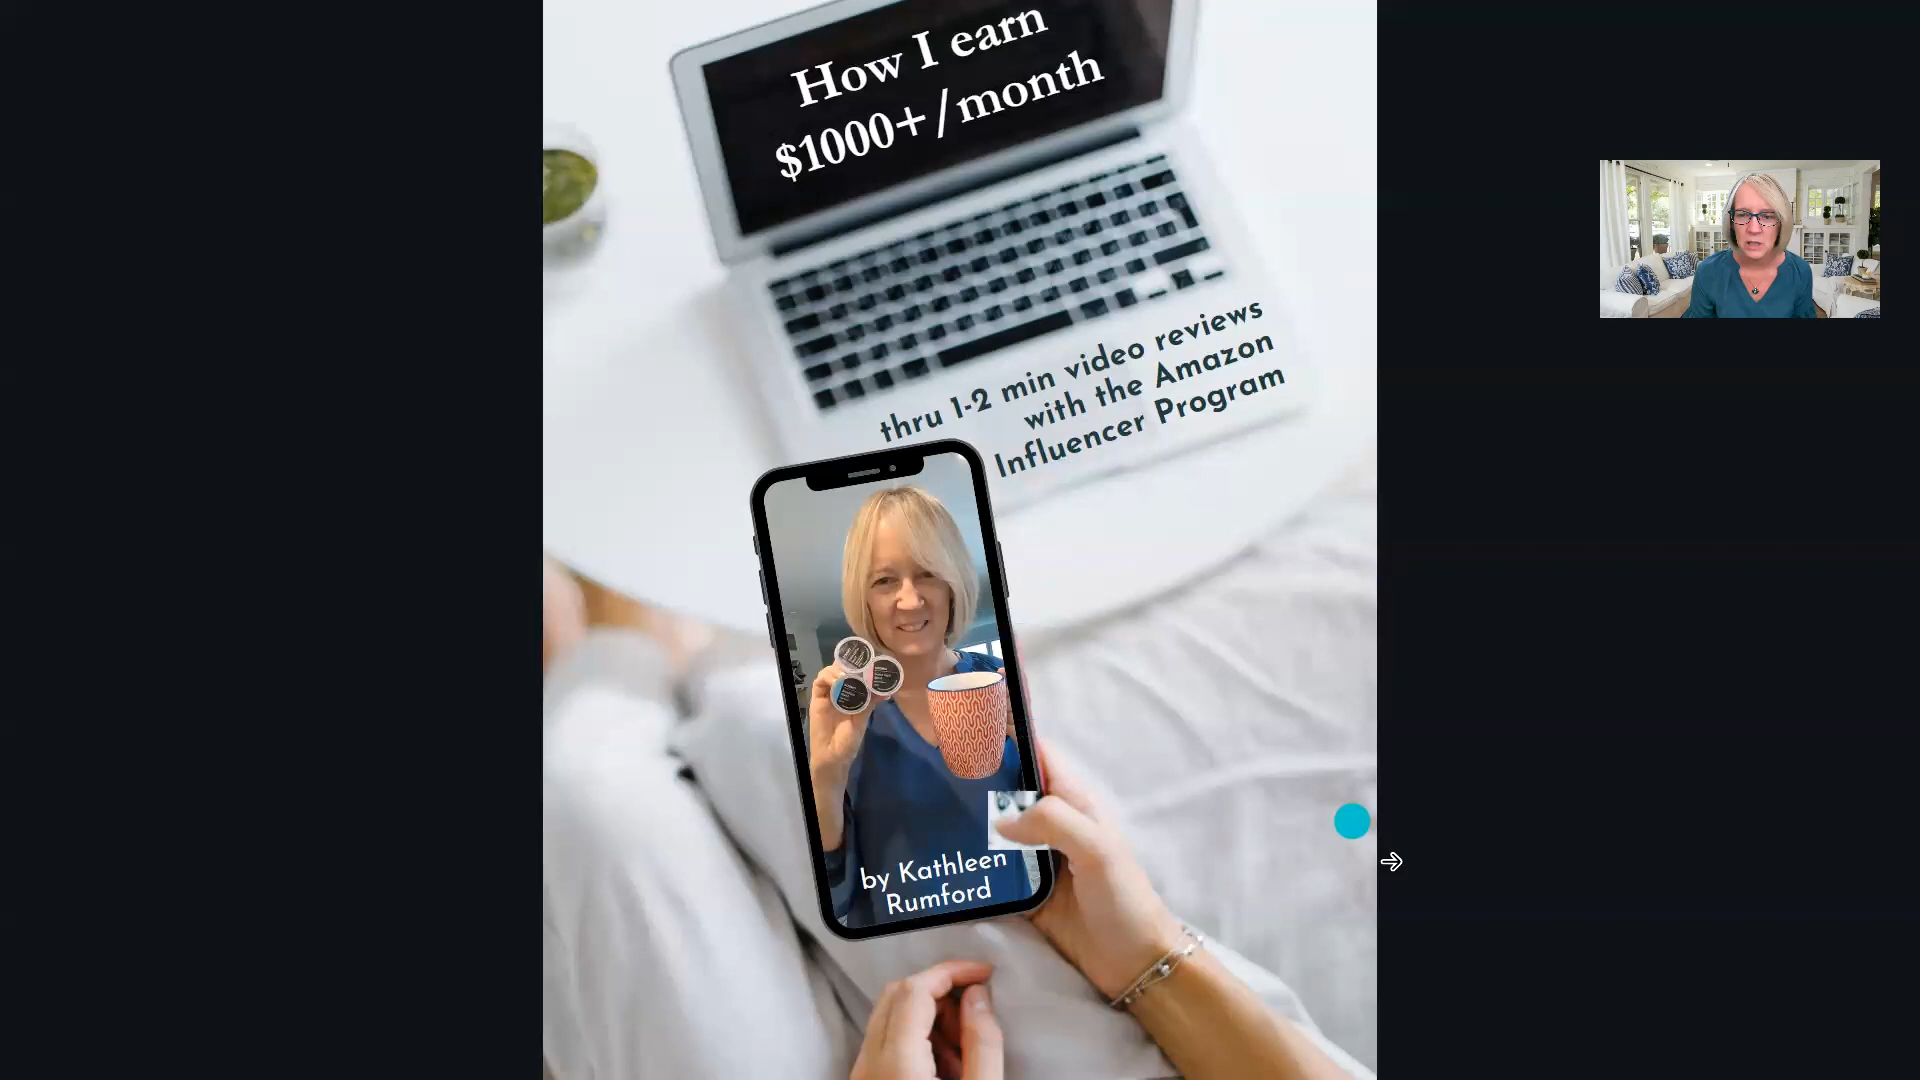 How I earn
$1000+/month
thru 1-2 min video reviews
with the Amazon
Influencer Program
by Kathleen
Rumford